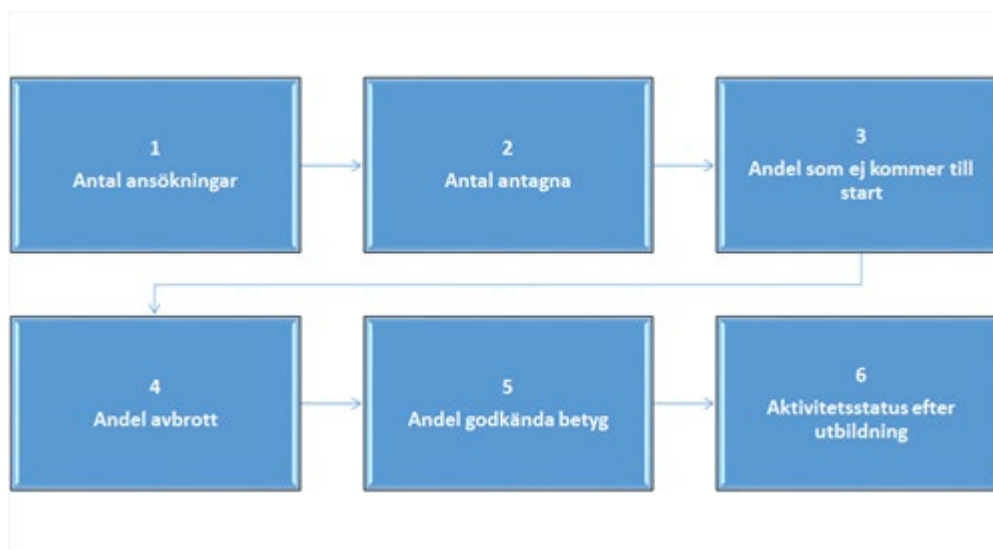 1
Antal ansökningar
2
Antal antagna
3
Andel som ej kommer till
start
4
Andel avbrott
5
Andel godkända betyg
6
Aktivitetsstatus efter
utbildning